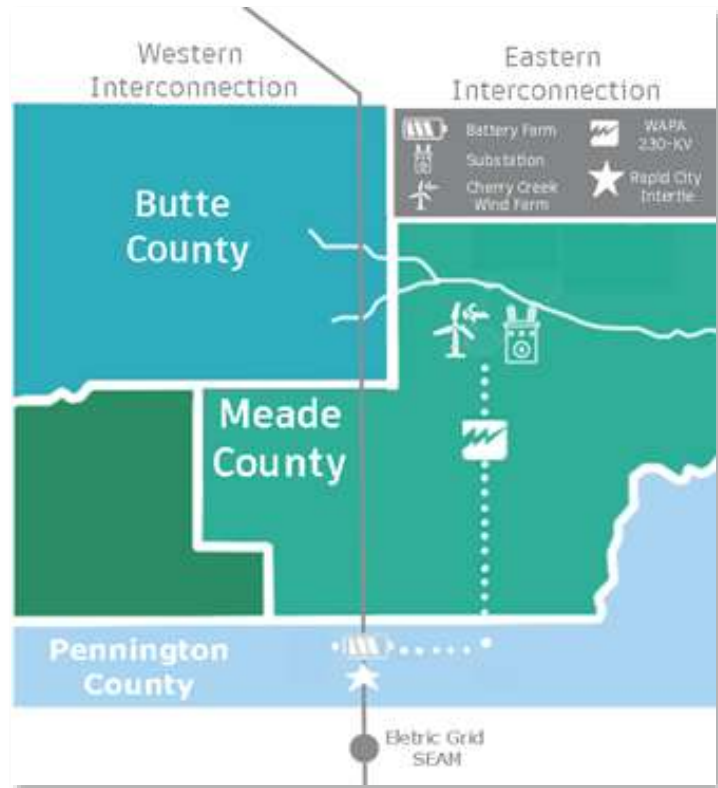 Western
Interconnection
Eastern
Interconnection
Battery Farm
Substation
Cherry Creek
Wind Farm
WAPA
230-KV
Rapid City
Intertie
Butte
County
Meade
County
Pennington
County
Eletric Grid
SEAM